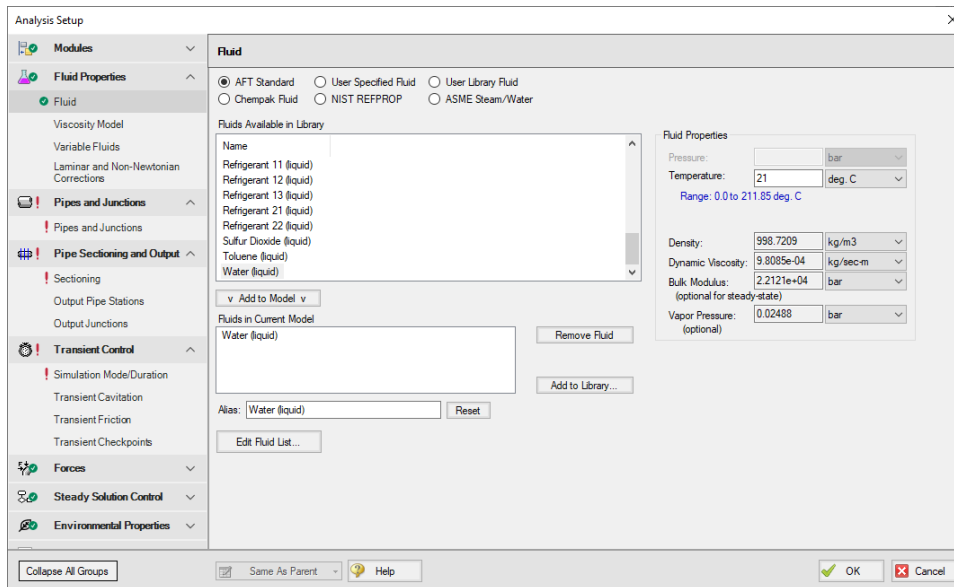 Analysis Setup
Modules
Fluid Properties
Fluid
Viscosity Model
Variable Fluids
Laminar and Non-Newtonian
Corrections
Pipes and Junctions
Pipes and Junctions
Pipe Sectioning and Output
Sectioning
Output Pipe Stations
Output Junctions
Transient Control
Simulation Mode/Duration
Transient Cavitation
Transient Friction
Transient Checkpoints
Forces
Steady Solution Control
Environmental Properties
Collapse All Groups
Fluid
AFT Standard User Specified Fluid User Library Fluid
Chempak Fluid NIST REFPROP ASME Steam/Water
Fluids Available in Library
Name
Refrigerant 11 (liquid)
Refrigerant 12 (liquid)
Refrigerant 13 (liquid)
Refrigerant 21 (liquid)
Refrigerant 22 (liquid)
Sulfur Dioxide (liquid)
Toluene (liquid)
Water (liquid)
v Add to Model v
Fluids in Current Model
Water (liquid)
Remove Fluid
Add to Library...
Alias: Water (liquid) Reset
Edit Fluid List...
Fluid Properties
Pressure: bar
Temperature: 21 deg. C
Range: 0.0 to 211.85 deg. C
Density: 998.7209 kg/m3
Dynamic Viscosity: 9.8085e-04 kg/sec-m
Bulk Modulus: 2.2121e+04 bar
(optional for steady-state)
Vapor Pressure: 0.02488 bar
(optional)
Same As Parent Help OK Cancel